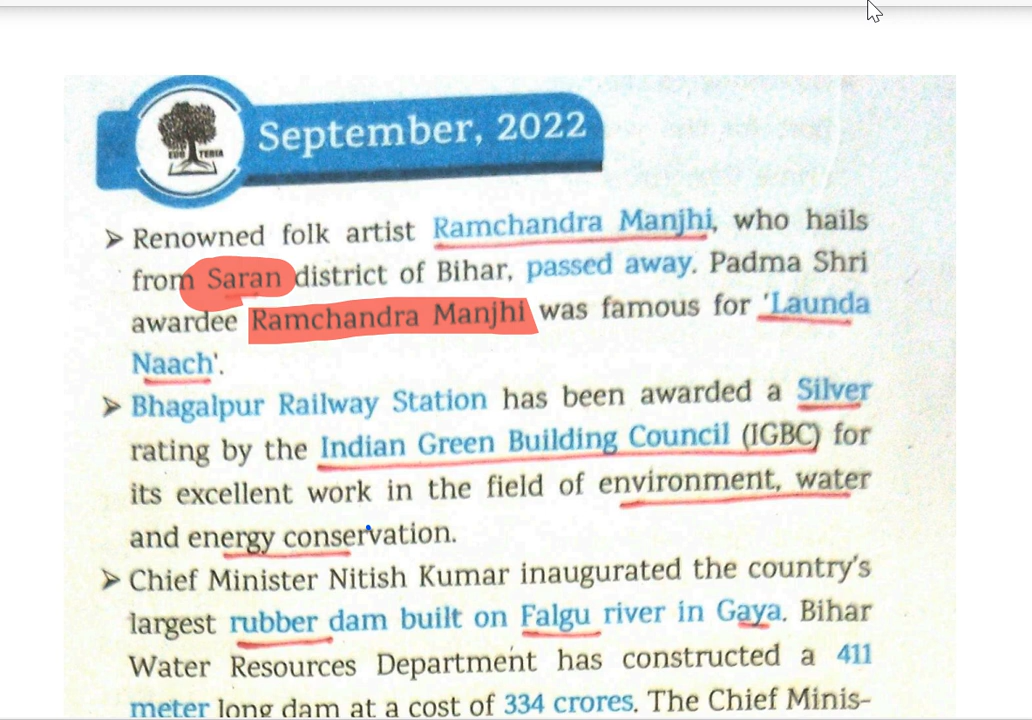 EDU TERIA
September, 2022
➤ Renowned folk artist Ramchandra Manjhi, who hails
from Saran district of Bihar, passed away. Padma Shri
awardee Ramchandra Manjhi was famous for 'Launda
Naach'.
➤ Bhagalpur Railway Station has been awarded a Silver
rating by the Indian Green Building Council (IGBC) for
its excellent work in the field of environment, water
and energy conservation.
➤ Chief Minister Nitish Kumar inaugurated the country's
largest rubber dam built on Falgu river in Gaya. Bihar
Water Resources Department has constructed a 411
meter long dam at a cost of 334 crores. The Chief Minis-